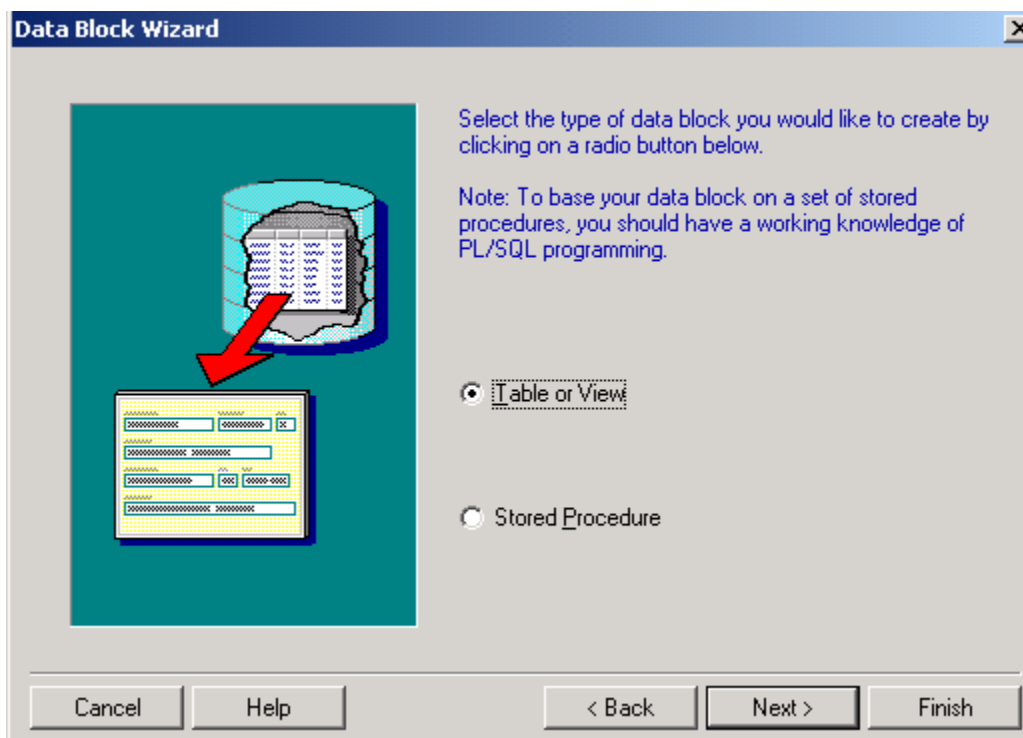 Data Block Wizard
Select the type of data block you would like to create by
clicking on a radio button below.
Note: To base your data block on a set of stored
procedures, you should have a working knowledge of
PL/SQL programming.
Table or View
Stored Procedure
Cancel
Help
< Back
Next >
Finish